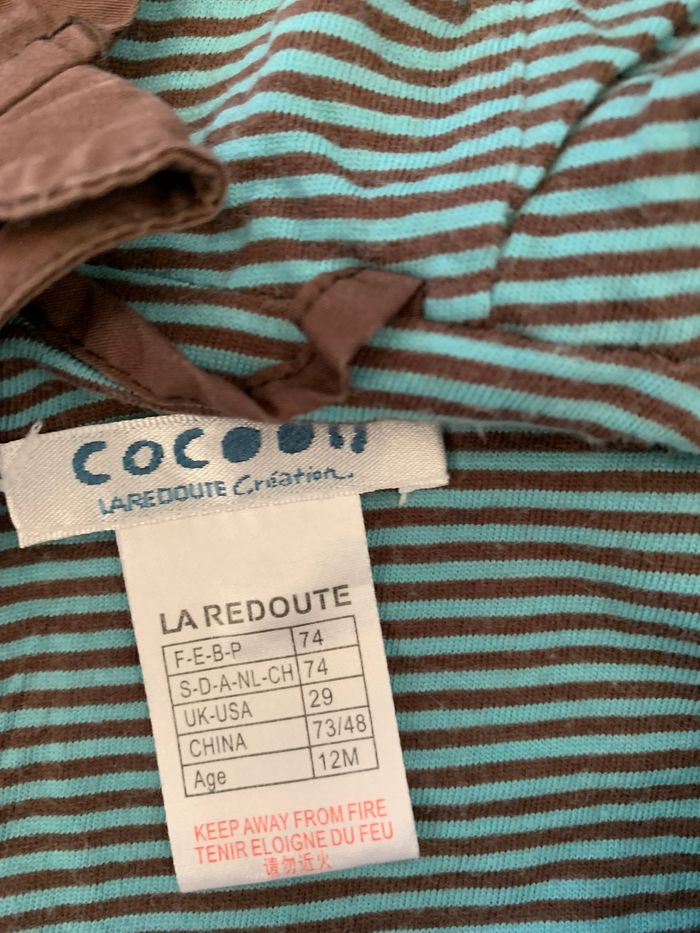 COCOON
LAREDOUTE Création.
LA REDOUTE
F-E-B-P 74
S-D-A-NL-CH 74
UK-USA 29
CHINA 73/48
Age 12M
KEEP AWAY FROM FIRE
TENIR ELOIGNE DU FEU
请勿近火